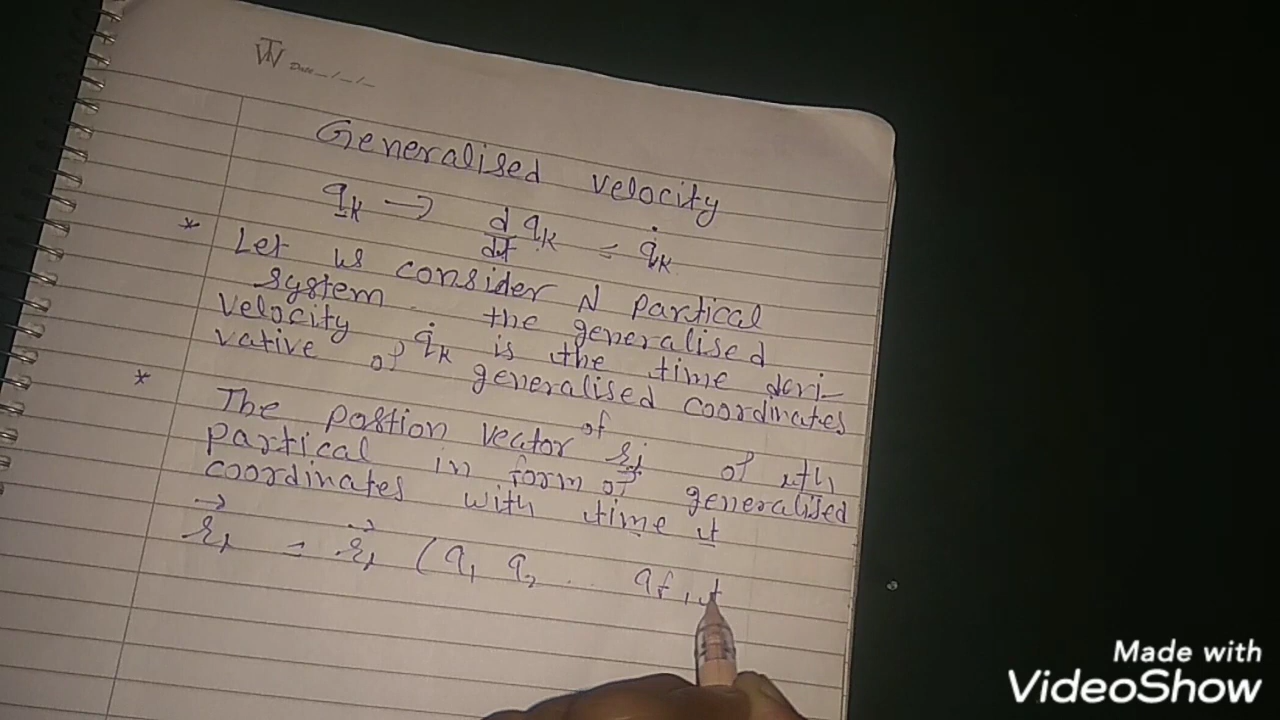 TW Date _/_/_
Generalised velocity
qk → d/dt qk = q̇k
* Let us consider N partical
system the generalised
velocity q̇k is the time deri-
vative of generalised coordinates
* The postion vector of ri of ith
partical in form of generalised
coordinates with time t
r⃗i = r⃗i (q1 q2 .. qf, t
Made with
VideoShow